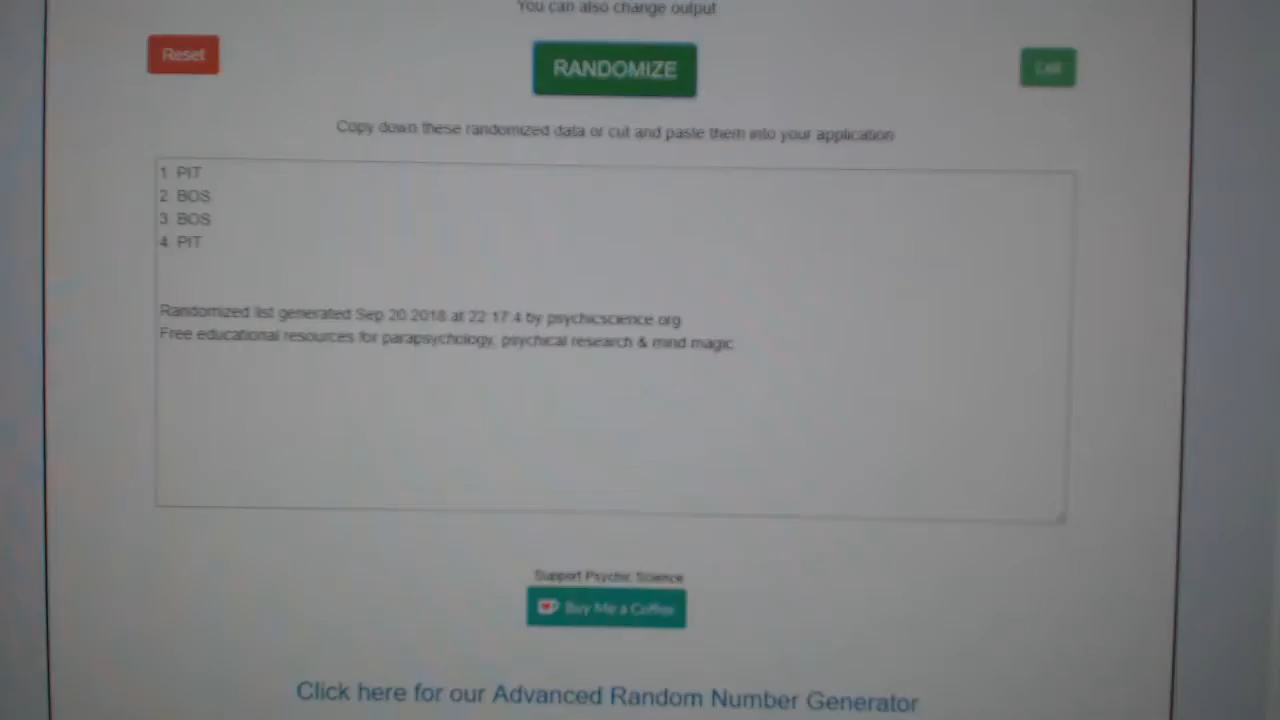 You can also change output
Reset
RANDOMIZE
Copy down these randomized data or cut and paste them into your application
1 PIT
2 BOS
3 BOS
4 PIT
Randomized list generated Sep 20 2018 at 22:17:4 by psychicscience.org
Free educational resources for parapsychology, psychical research & mind magic
Support Psychic Science
Buy Me a Coffee
Click here for our Advanced Random Number Generator